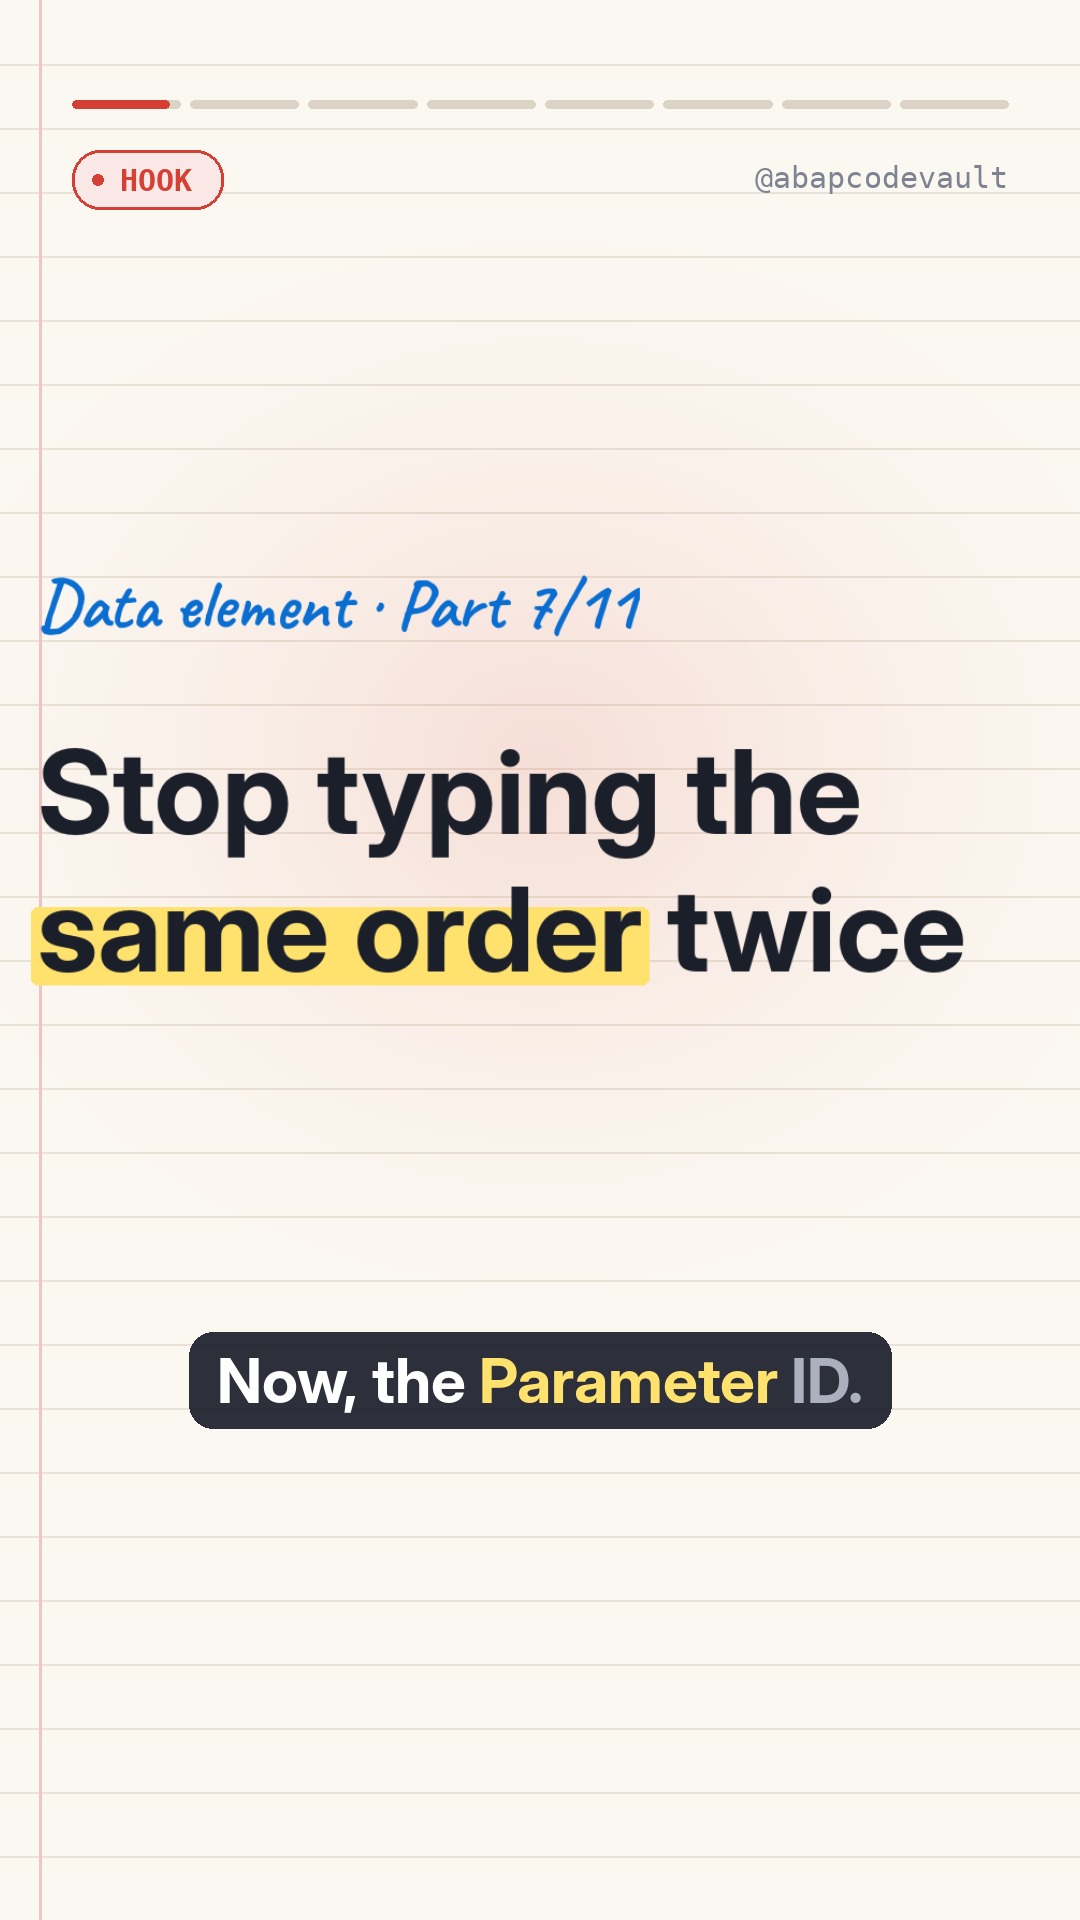 HOOK
@abapcodevault
Data element · Part 7/11
Stop typing the
same order twice
Now, the Parameter ID.